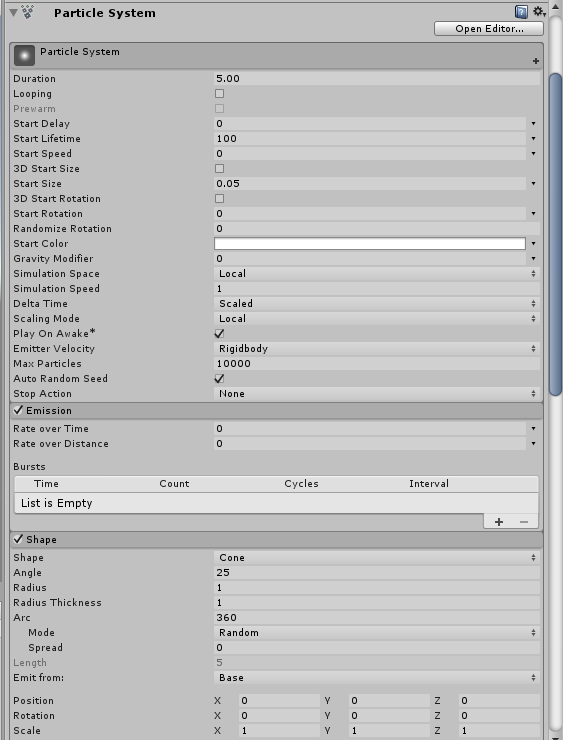 Particle System
Open Editor...
Particle System
Duration 5.00
Looping
Prewarm
Start Delay 0
Start Lifetime 100
Start Speed 0
3D Start Size
Start Size 0.05
3D Start Rotation
Start Rotation 0
Randomize Rotation 0
Start Color
Gravity Modifier 0
Simulation Space Local
Simulation Speed 1
Delta Time Scaled
Scaling Mode Local
Play On Awake*
Emitter Velocity Rigidbody
Max Particles 10000
Auto Random Seed
Stop Action None
Emission
Rate over Time 0
Rate over Distance 0
Bursts
Time Count Cycles Interval
List is Empty
Shape
Shape Cone
Angle 25
Radius 1
Radius Thickness 1
Arc 360
Mode Random
Spread 0
Length 5
Emit from: Base
Position X 0 Y 0 Z 0
Rotation X 0 Y 0 Z 0
Scale X 1 Y 1 Z 1